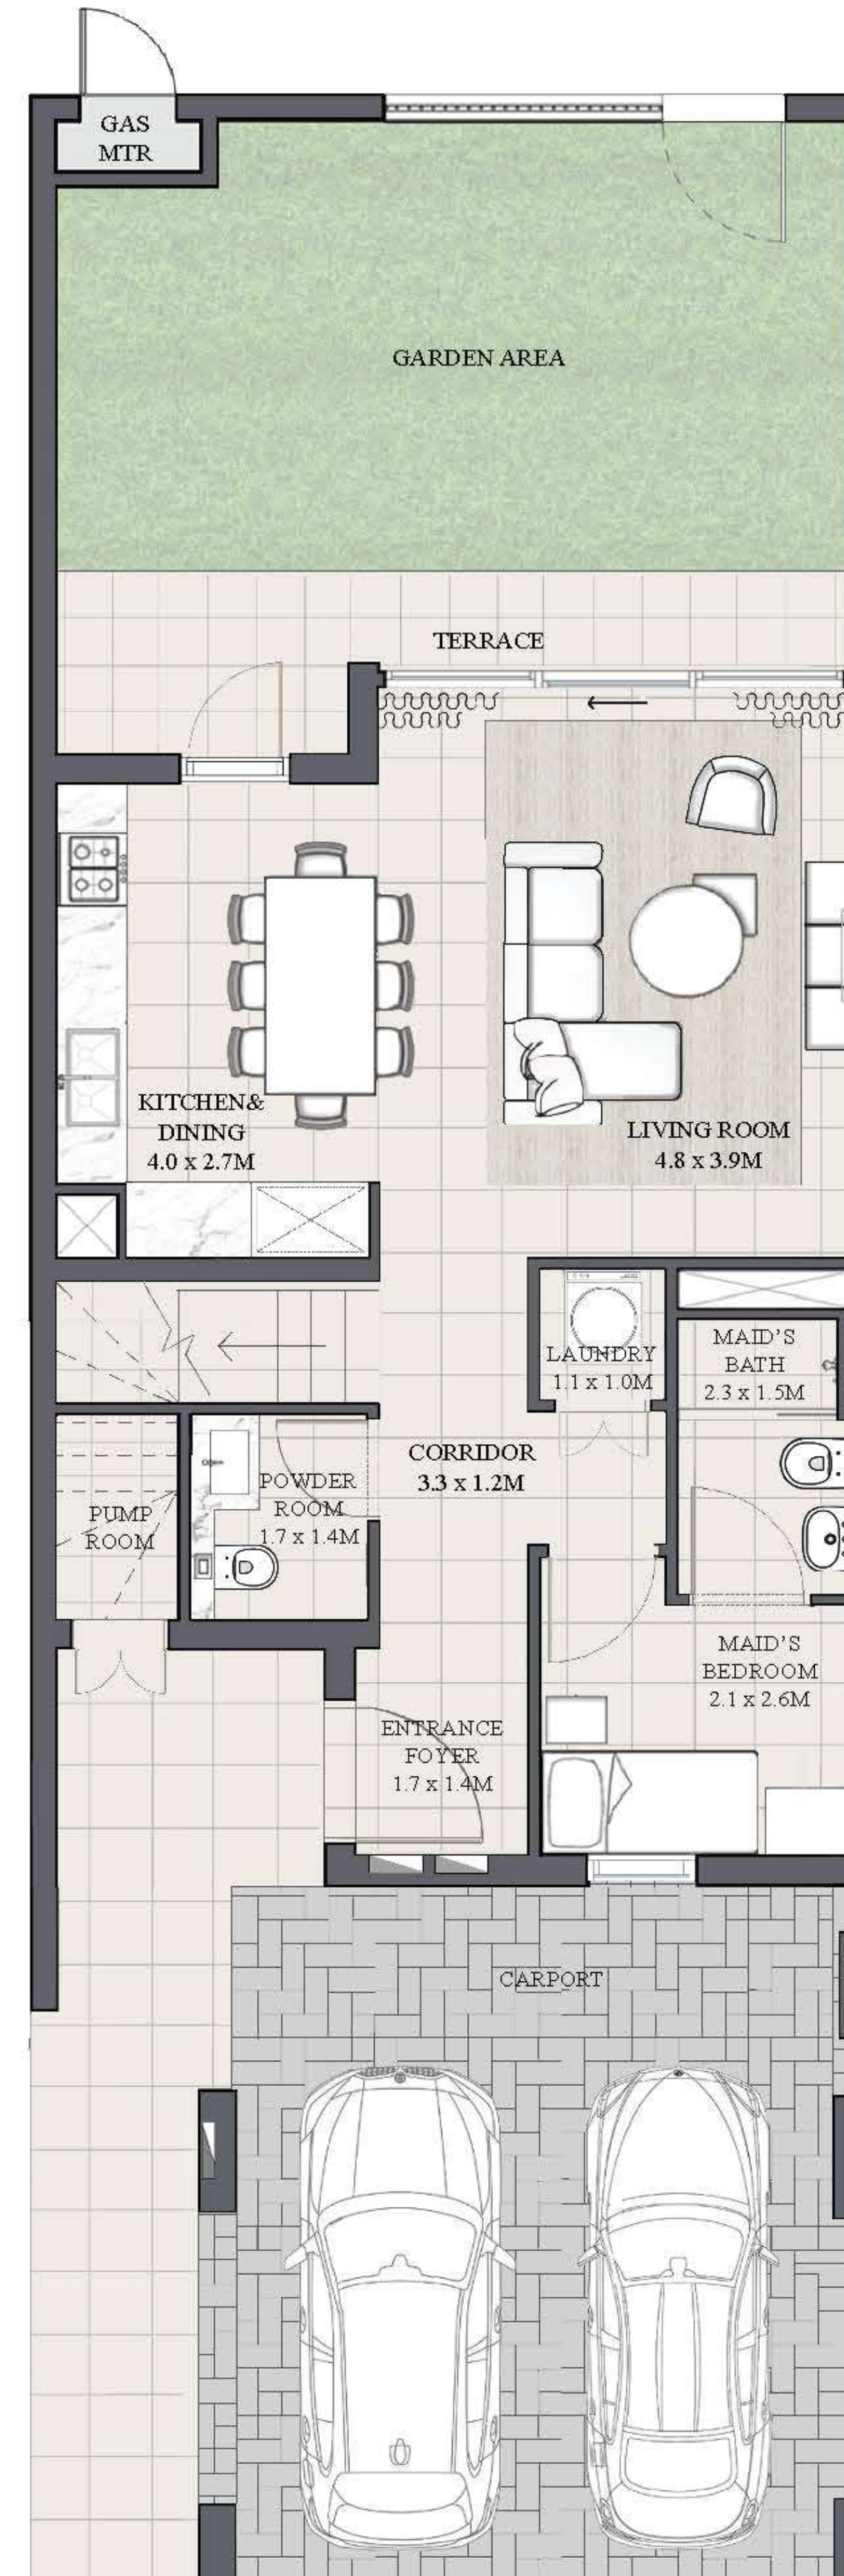 GAS
MTR
GARDEN AREA
TERRACE
KITCHEN&
DINING
4.0 x 2.7M
LIVING ROOM
4.8 x 3.9M
LAUNDRY
1.1 x 1.0M
MAID'S
BATH
2.3 x 1.5M
CORRIDOR
3.3 x 1.2M
POWDER
ROOM
1.7 x 1.4M
PUMP
ROOM
MAID'S
BEDROOM
2.1 x 2.6M
ENTRANCE
FOYER
1.7 x 1.4M
CARPORT